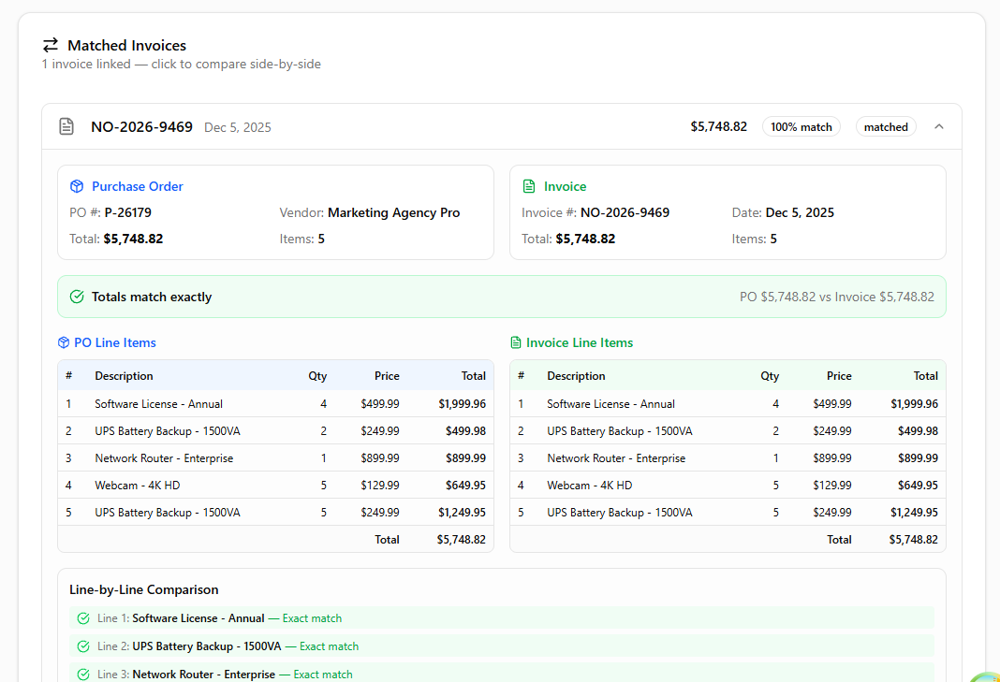 Matched Invoices
1 invoice linked — click to compare side-by-side
NO-2026-9469 Dec 5, 2025 $5,748.82 100% match matched
Purchase Order
PO #: P-26179 Vendor: Marketing Agency Pro
Total: $5,748.82 Items: 5
Invoice
Invoice #: NO-2026-9469 Date: Dec 5, 2025
Total: $5,748.82 Items: 5
Totals match exactly PO $5,748.82 vs Invoice $5,748.82
PO Line Items
# Description Qty Price Total
1 Software License - Annual 4 $499.99 $1,999.96
2 UPS Battery Backup - 1500VA 2 $249.99 $499.98
3 Network Router - Enterprise 1 $899.99 $899.99
4 Webcam - 4K HD 5 $129.99 $649.95
5 UPS Battery Backup - 1500VA 5 $249.99 $1,249.95
Total $5,748.82
Invoice Line Items
# Description Qty Price Total
1 Software License - Annual 4 $499.99 $1,999.96
2 UPS Battery Backup - 1500VA 2 $249.99 $499.98
3 Network Router - Enterprise 1 $899.99 $899.99
4 Webcam - 4K HD 5 $129.99 $649.95
5 UPS Battery Backup - 1500VA 5 $249.99 $1,249.95
Total $5,748.82
Line-by-Line Comparison
Line 1: Software License - Annual — Exact match
Line 2: UPS Battery Backup - 1500VA — Exact match
Line 3: Network Router - Enterprise — Exact match